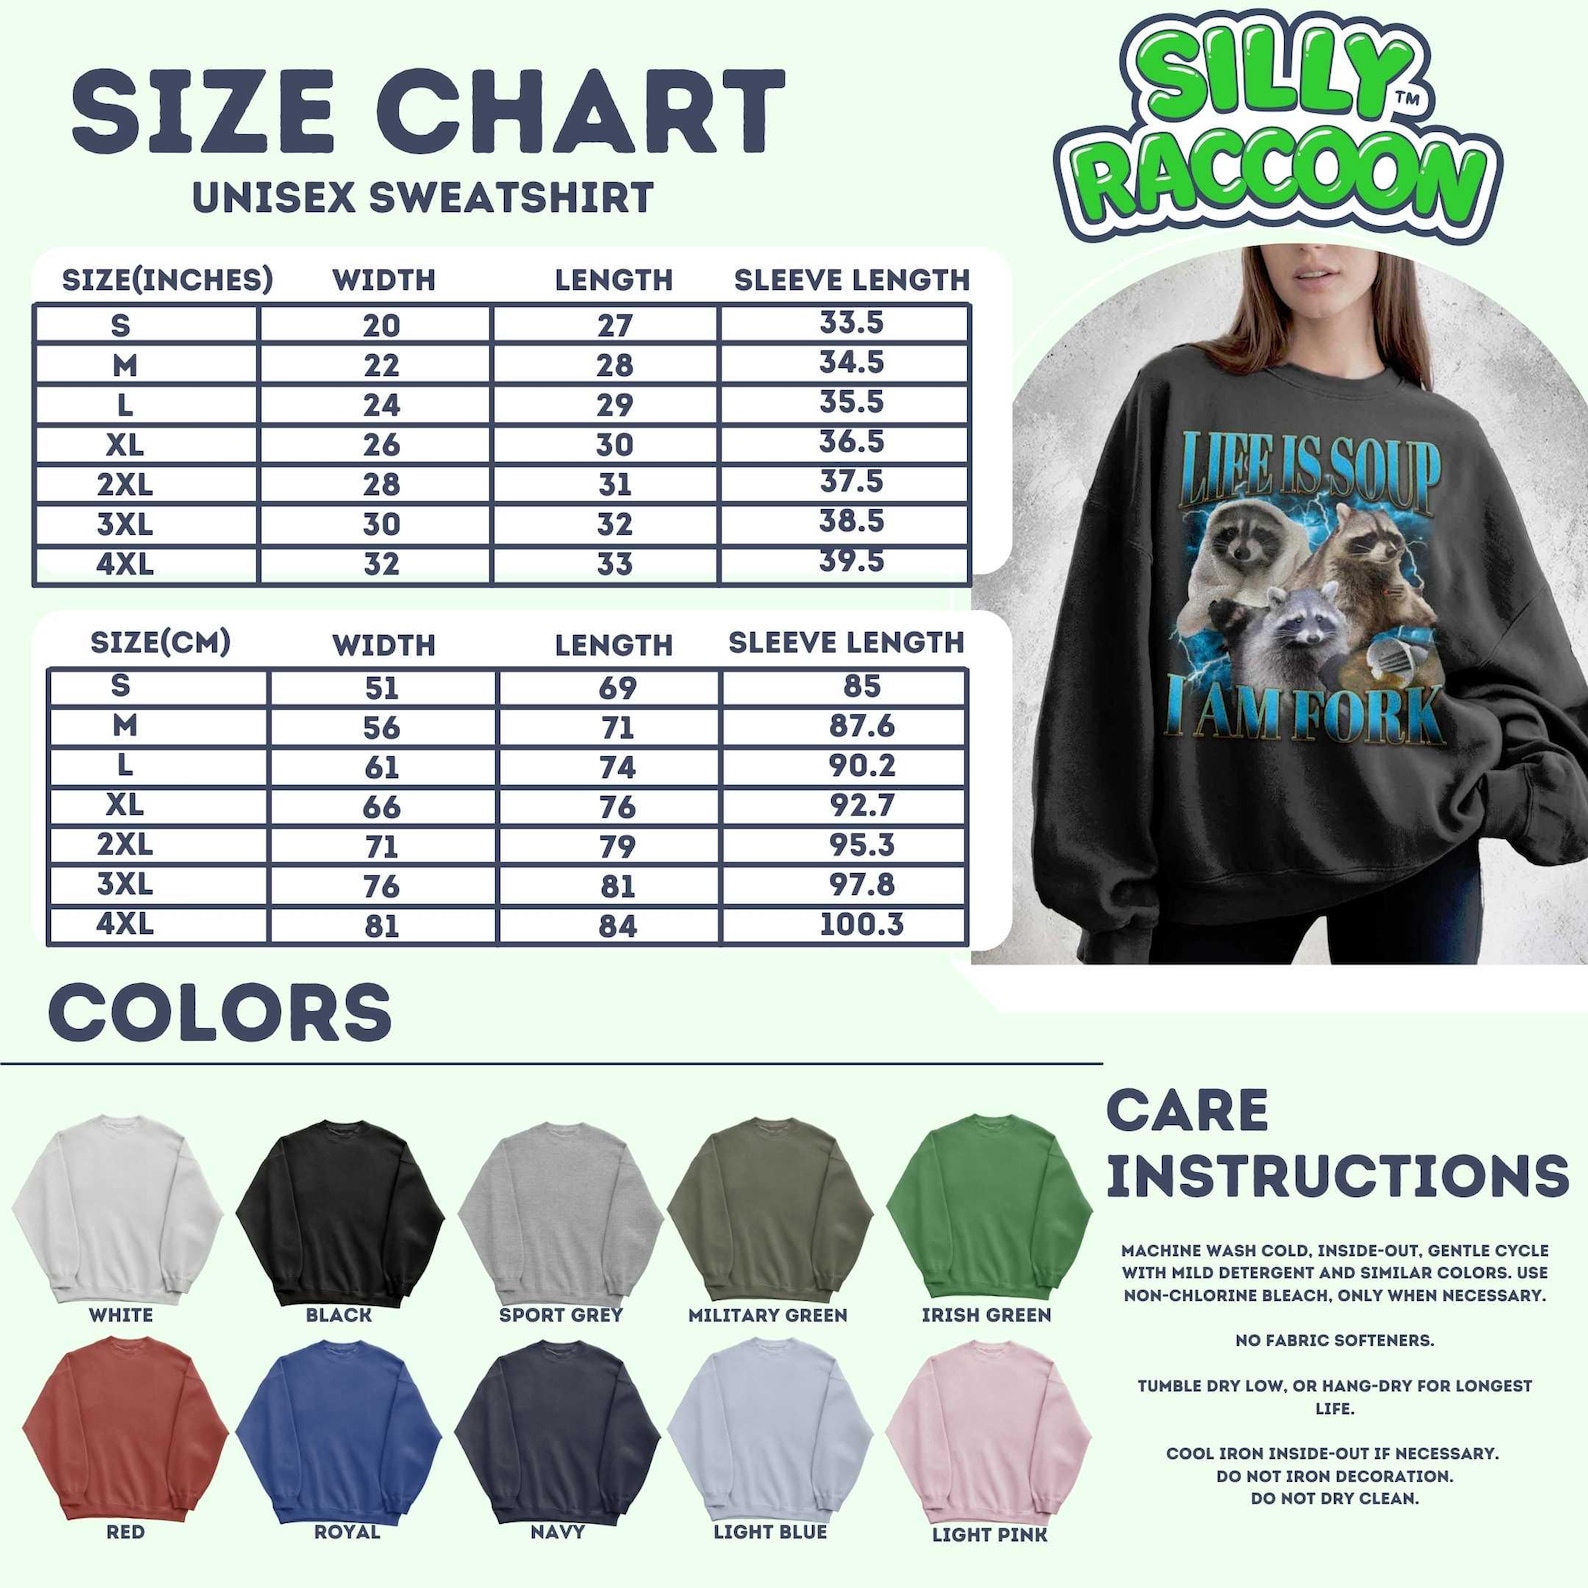 SILLY™
RACCOON
SIZE CHART
UNISEX SWEATSHIRT
SIZE(INCHES) WIDTH LENGTH SLEEVE LENGTH
S 20 27 33.5
M 22 28 34.5
L 24 29 35.5
XL 26 30 36.5
2XL 28 31 37.5
3XL 30 32 38.5
4XL 32 33 39.5
SIZE(CM) WIDTH LENGTH SLEEVE LENGTH
S 51 69 85
M 56 71 87.6
L 61 74 90.2
XL 66 76 92.7
2XL 71 79 95.3
3XL 76 81 97.8
4XL 81 84 100.3
LIFE IS SOUP
I AM FORK
COLORS
WHITE BLACK SPORT GREY MILITARY GREEN IRISH GREEN
RED ROYAL NAVY LIGHT BLUE LIGHT PINK
CARE
INSTRUCTIONS
MACHINE WASH COLD, INSIDE-OUT, GENTLE CYCLE
WITH MILD DETERGENT AND SIMILAR COLORS. USE
NON-CHLORINE BLEACH, ONLY WHEN NECESSARY.
NO FABRIC SOFTENERS.
TUMBLE DRY LOW, OR HANG-DRY FOR LONGEST
LIFE.
COOL IRON INSIDE-OUT IF NECESSARY.
DO NOT IRON DECORATION.
DO NOT DRY CLEAN.